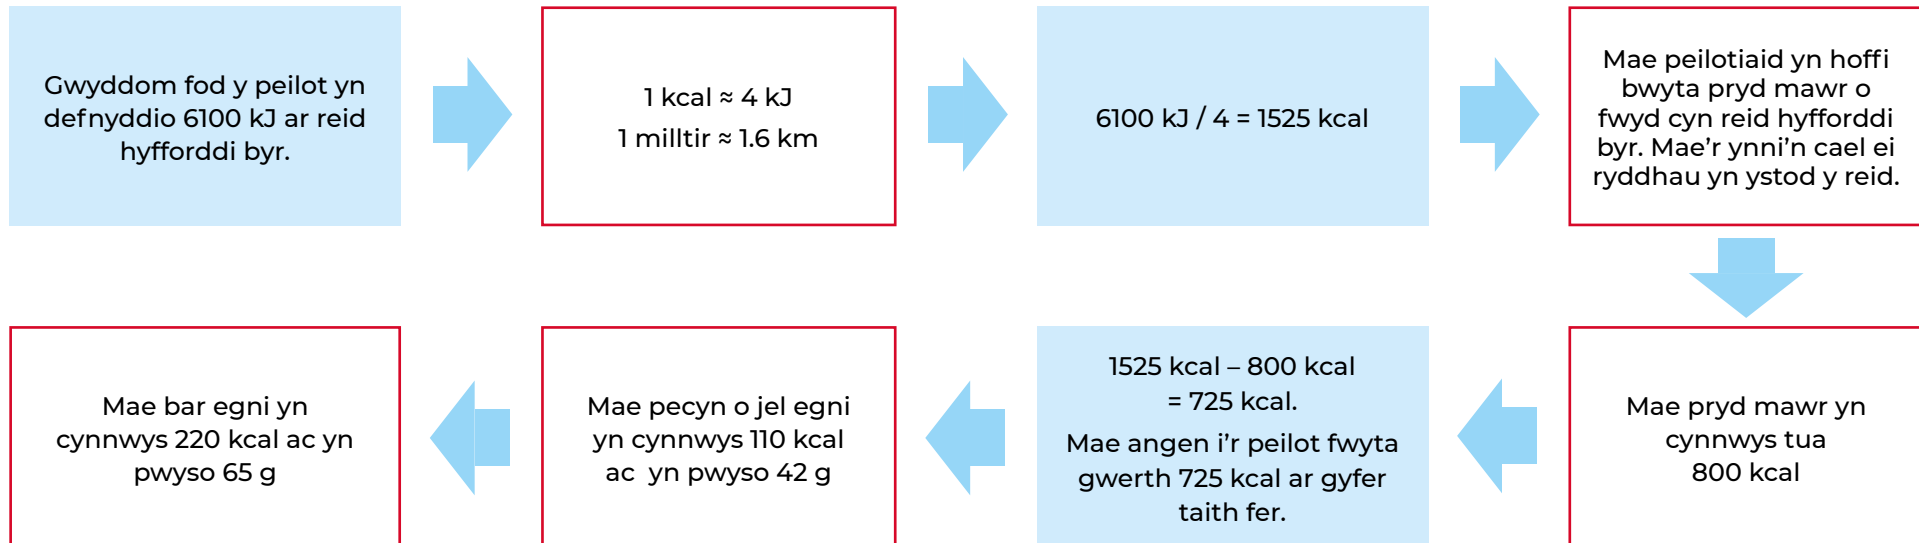 Gwyddom fod y peilot yn
defnyddio 6100 kJ ar reid
hyfforddi byr.
1 kcal ≈ 4 kJ
1 milltir ≈ 1.6 km
6100 kJ / 4 = 1525 kcal
Mae peilotiaid yn hoffi
bwyta pryd mawr o
fwyd cyn reid hyfforddi
byr. Mae’r ynni’n cael ei
ryddhau yn ystod y reid.
Mae pryd mawr yn
cynnwys tua
800 kcal
1525 kcal – 800 kcal
= 725 kcal.
Mae angen i’r peilot fwyta
gwerth 725 kcal ar gyfer
taith fer.
Mae pecyn o jel egni
yn cynnwys 110 kcal
ac yn pwyso 42 g
Mae bar egni yn
cynnwys 220 kcal ac yn
pwyso 65 g